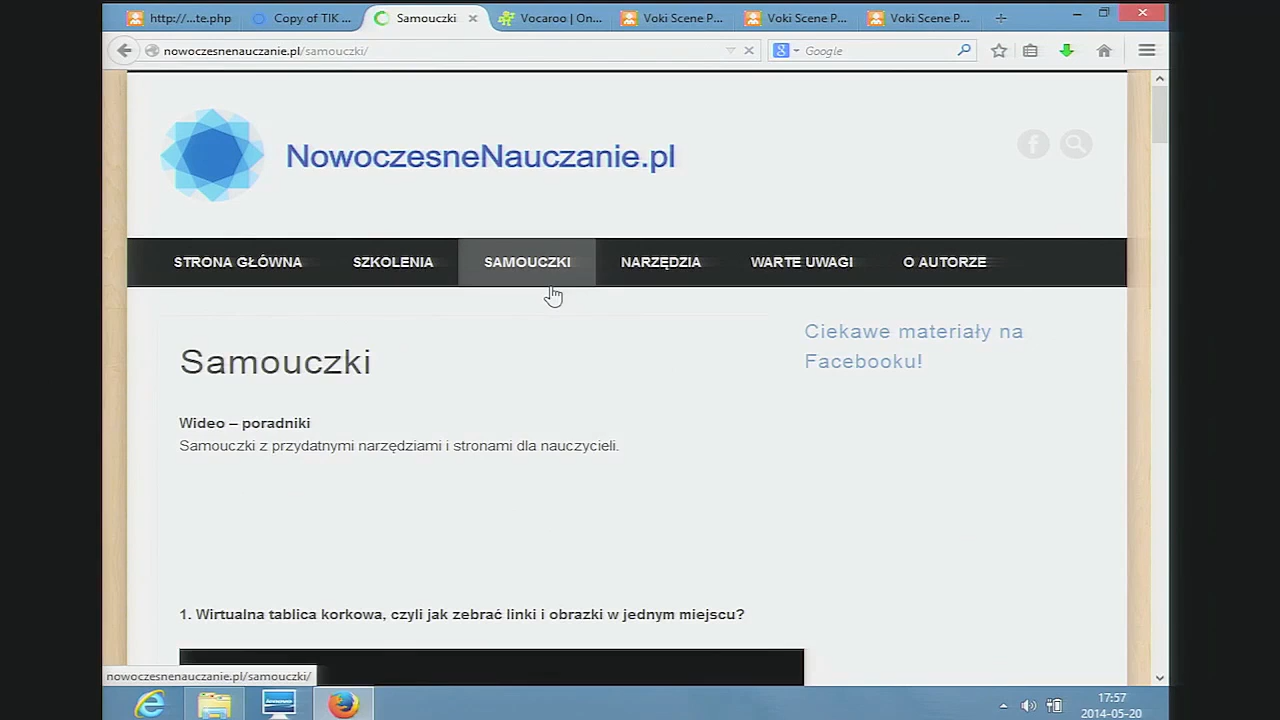 http://...te.php
Copy of TIK ...
Samouczki
Vocaroo | On...
Voki Scene P...
Voki Scene P...
Voki Scene P...
nowoczesnenauczanie.pl/samouczki/
Google
NowoczesneNauczanie.pl
STRONA GŁÓWNA
SZKOLENIA
SAMOUCZKI
NARZĘDZIA
WARTE UWAGI
O AUTORZE
Samouczki
Ciekawe materiały na
Facebooku!
Wideo – poradniki
Samouczki z przydatnymi narzędziami i stronami dla nauczycieli.
1. Wirtualna tablica korkowa, czyli jak zebrać linki i obrazki w jednym miejscu?
nowoczesnenauczanie.pl/samouczki/
17:57
2014-05-20